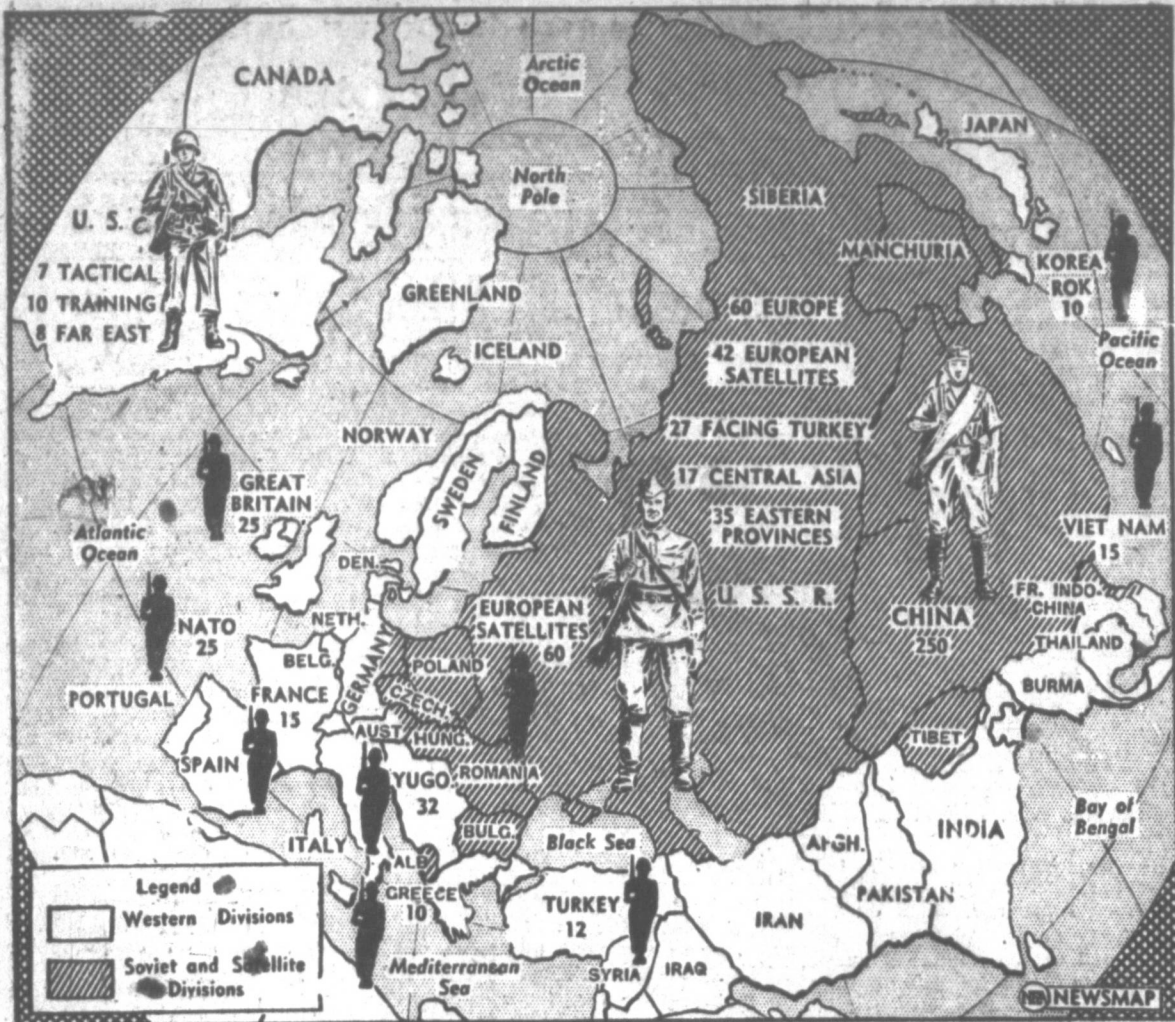 CANADA
Arctic
Ocean
JAPAN
North
Pole
SIBERIA
U. S.
MANCHURIA
KOREA
ROK
10
7 TACTICAL
10 TRAINING
8 FAR EAST
GREENLAND
60 EUROPE
ICELAND
42 EUROPEAN
SATELLITES
Pacific
Ocean
NORWAY
SWEDEN
FINLAND
27 FACING TURKEY
17 CENTRAL ASIA
35 EASTERN
PROVINCES
U. S. S. R.
GREAT
BRITAIN
25
Atlantic
Ocean
VIET NAM
15
DEN.
EUROPEAN
SATELLITES
60
CHINA
250
FR. INDO-
CHINA
THAILAND
BURMA
NATO
25
NETH.
BELG.
GERMANY
POLAND
PORTUGAL
FRANCE
15
CZECH.
AUST.
HUNG.
TIBET
SPAIN
YUGO.
32
ROMANIA
ITALY
BULG.
Black Sea
AFGH.
INDIA
Bay of
Bengal
ALB.
GREECE
10
TURKEY
12
IRAN
PAKISTAN
Mediterranean
Sea
SYRIA
IRAQ
Legend
Western Divisions
Soviet and Satellite
Divisions
NEA NEWSMAP